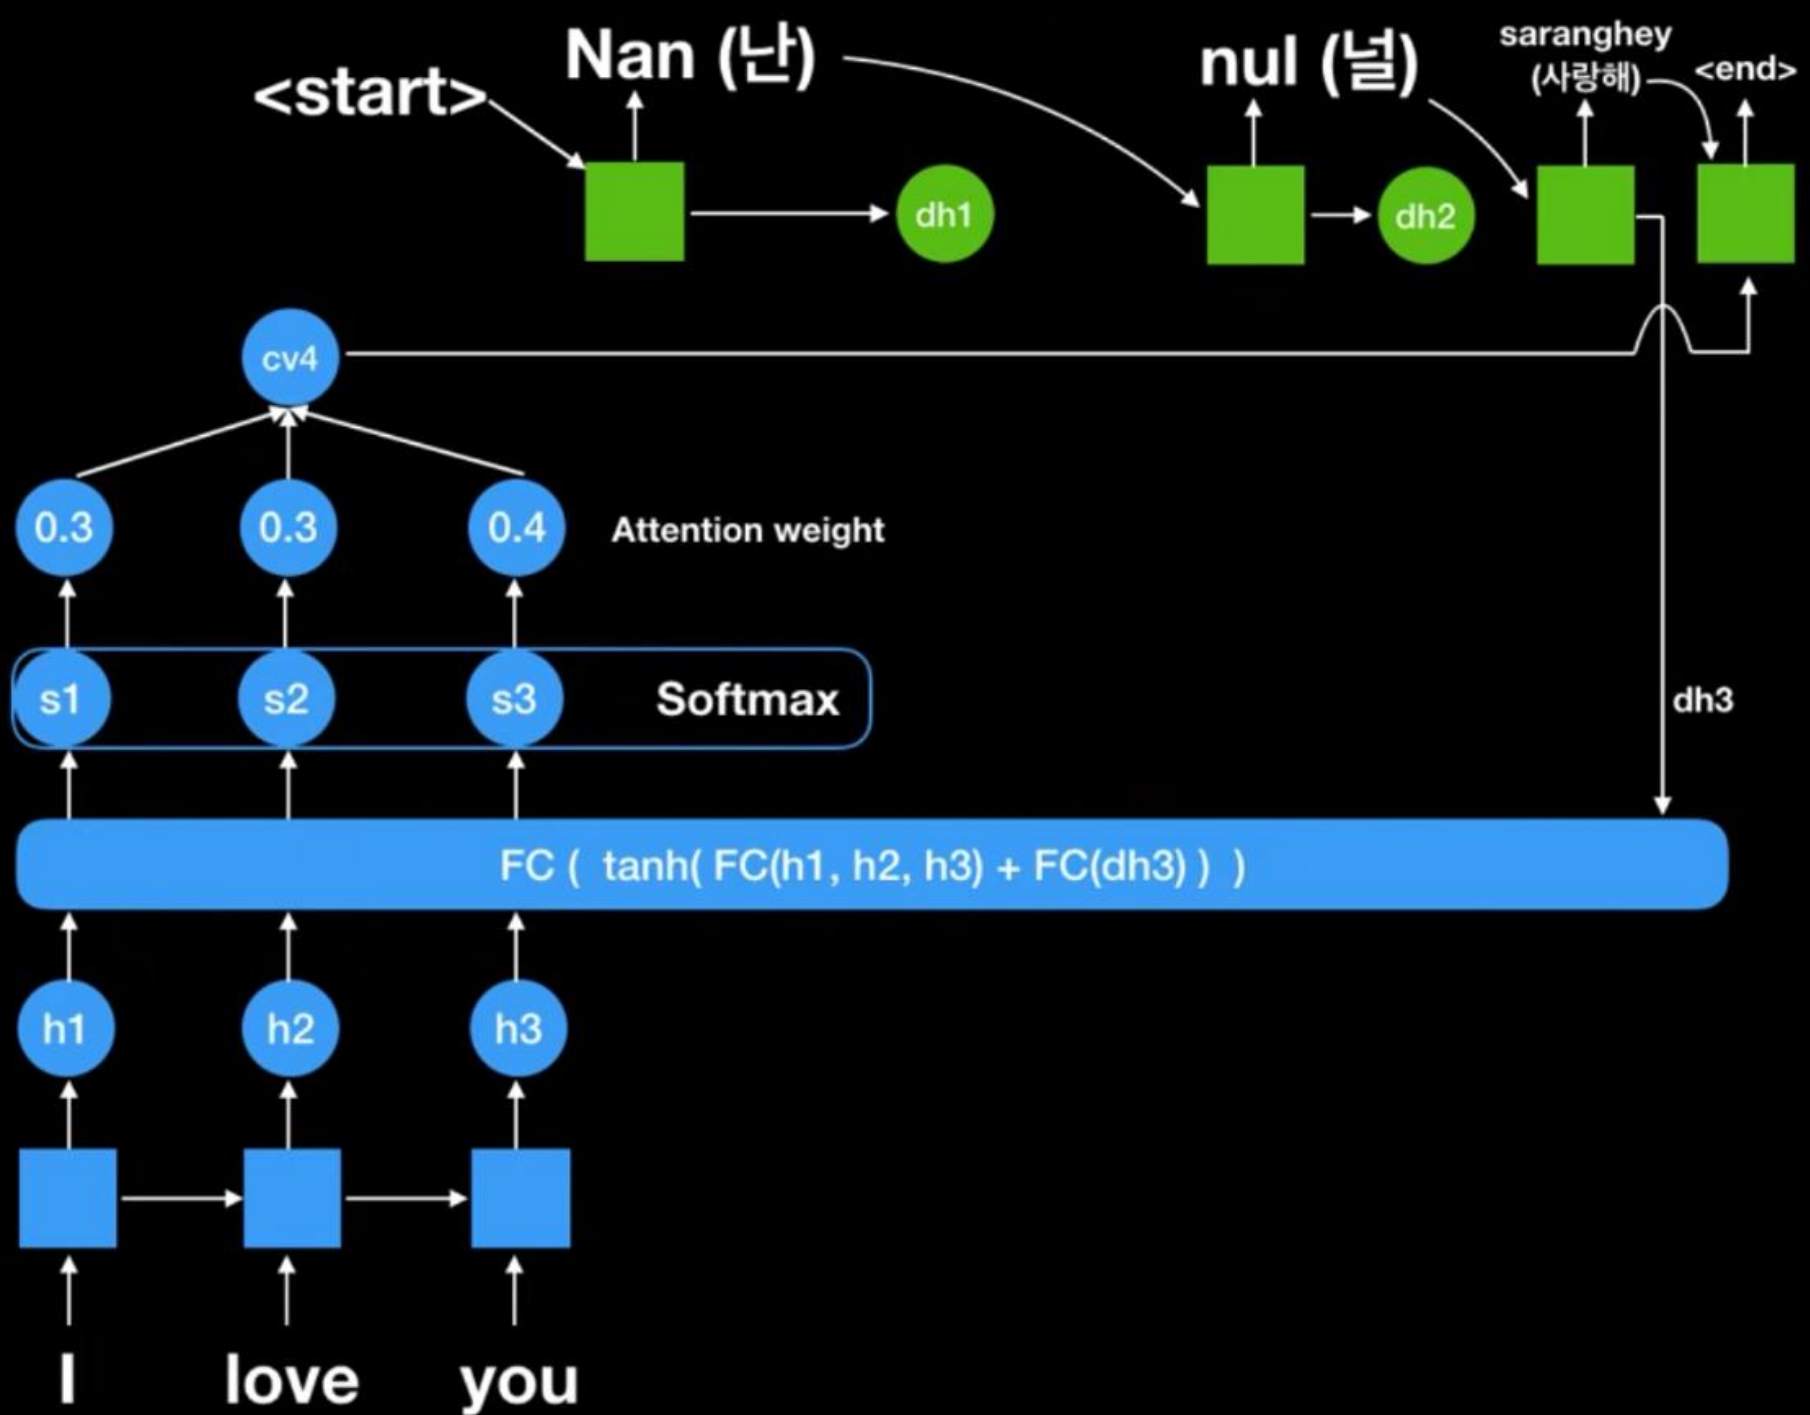 <start>
Nan (난)
nul (널)
saranghey
(사랑해)
<end>
dh1
dh2
cv4
0.3
0.3
0.4
Attention weight
s1
s2
s3
Softmax
dh3
FC ( tanh( FC(h1, h2, h3) + FC(dh3) ) )
h1
h2
h3
I
love
you